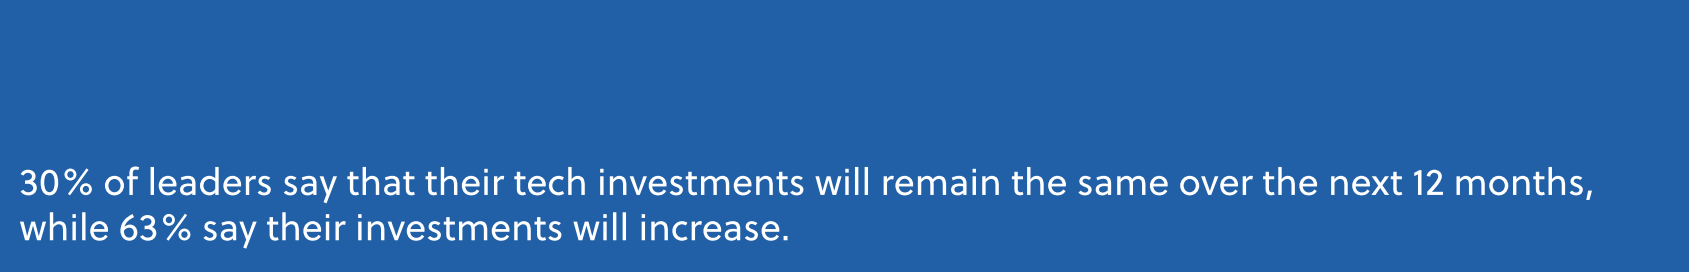 30% of leaders say that their tech investments will remain the same over the next 12 months,
while 63% say their investments will increase.